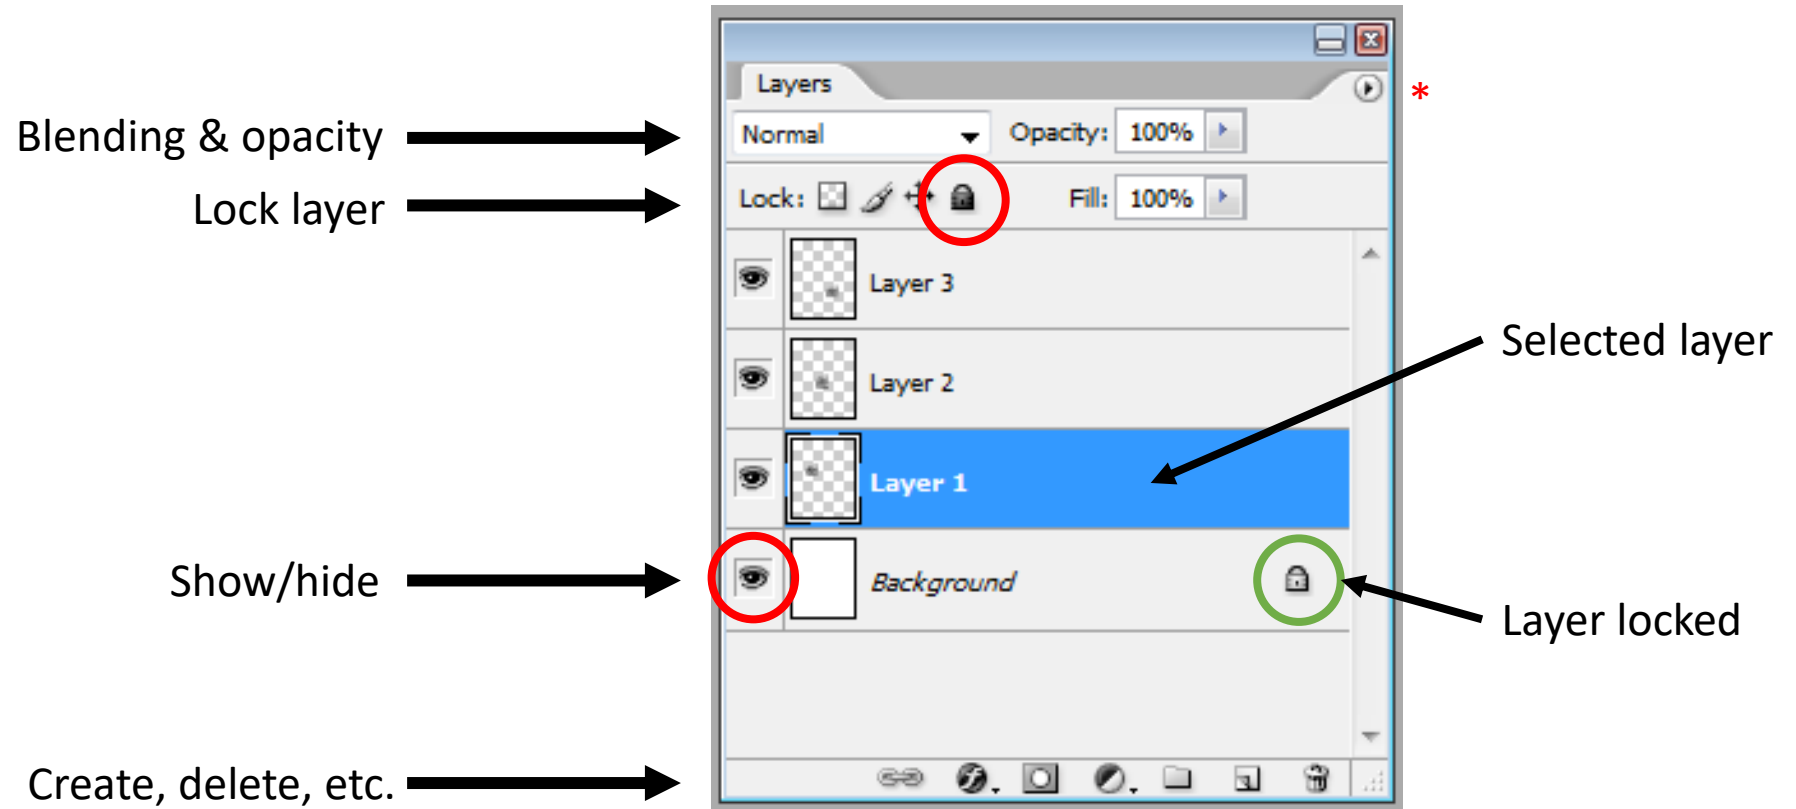 Layers
*
Blending & opacity
Normal
Opacity: 100%
Lock layer
Lock:
Fill: 100%
Layer 3
Selected layer
Layer 2
Layer 1
Show/hide
Background
Layer locked
Create, delete, etc.